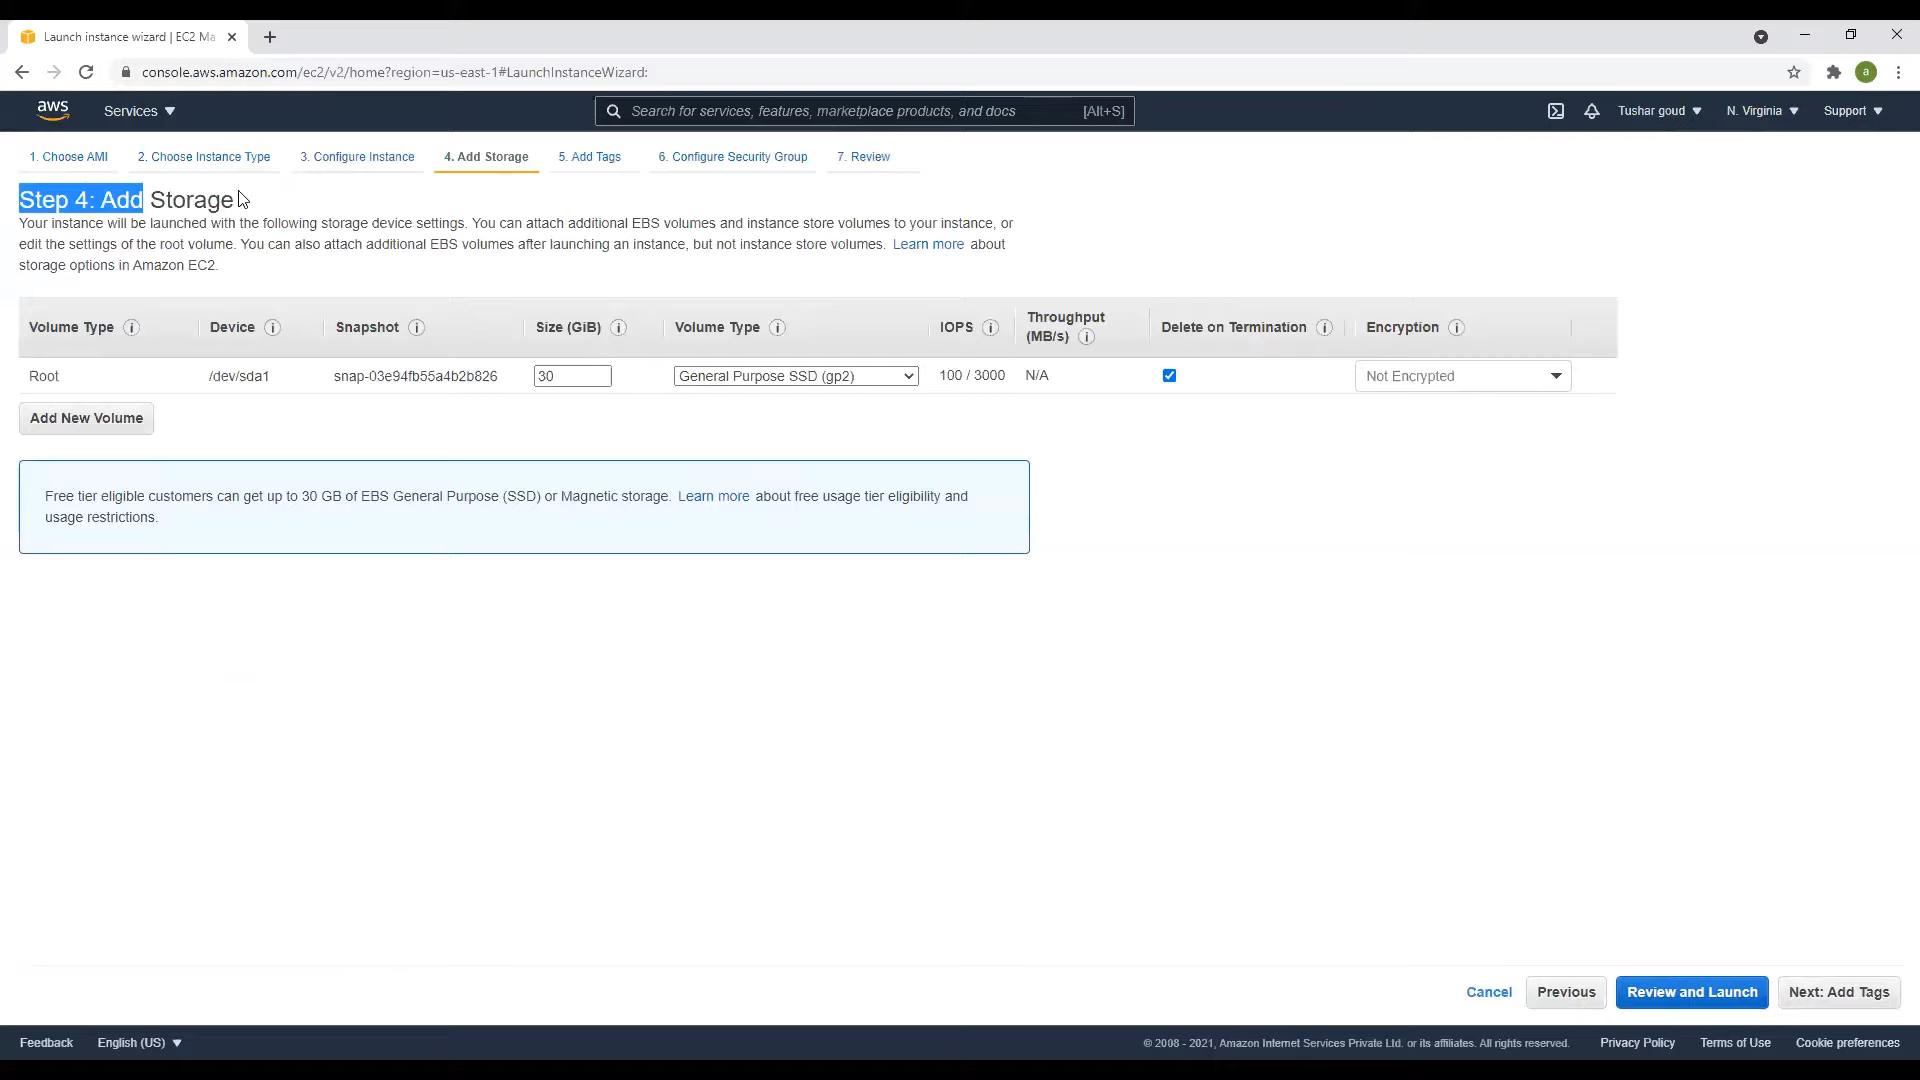 Launch instance wizard | EC2 Ma
console.aws.amazon.com/ec2/v2/home?region=us-east-1#LaunchInstanceWizard:
a
aws
Services
Search for services, features, marketplace products, and docs
[Alt+S]
Tushar goud
N. Virginia
Support
1. Choose AMI
2. Choose Instance Type
3. Configure Instance
4. Add Storage
5. Add Tags
6. Configure Security Group
7. Review
Step 4: Add Storage
Your instance will be launched with the following storage device settings. You can attach additional EBS volumes and instance store volumes to your instance, or
edit the settings of the root volume. You can also attach additional EBS volumes after launching an instance, but not instance store volumes. Learn more about
storage options in Amazon EC2.
Volume Type i
Device i
Snapshot i
Size (GiB) i
Volume Type i
IOPS i
Throughput
(MB/s) i
Delete on Termination i
Encryption i
Root
/dev/sda1
snap-03e94fb55a4b2b826
30
General Purpose SSD (gp2)
100 / 3000
N/A
Not Encrypted
Add New Volume
Free tier eligible customers can get up to 30 GB of EBS General Purpose (SSD) or Magnetic storage. Learn more about free usage tier eligibility and
usage restrictions.
Cancel
Previous
Review and Launch
Next: Add Tags
Feedback
English (US)
© 2008 - 2021, Amazon Internet Services Private Ltd. or its affiliates. All rights reserved.
Privacy Policy
Terms of Use
Cookie preferences